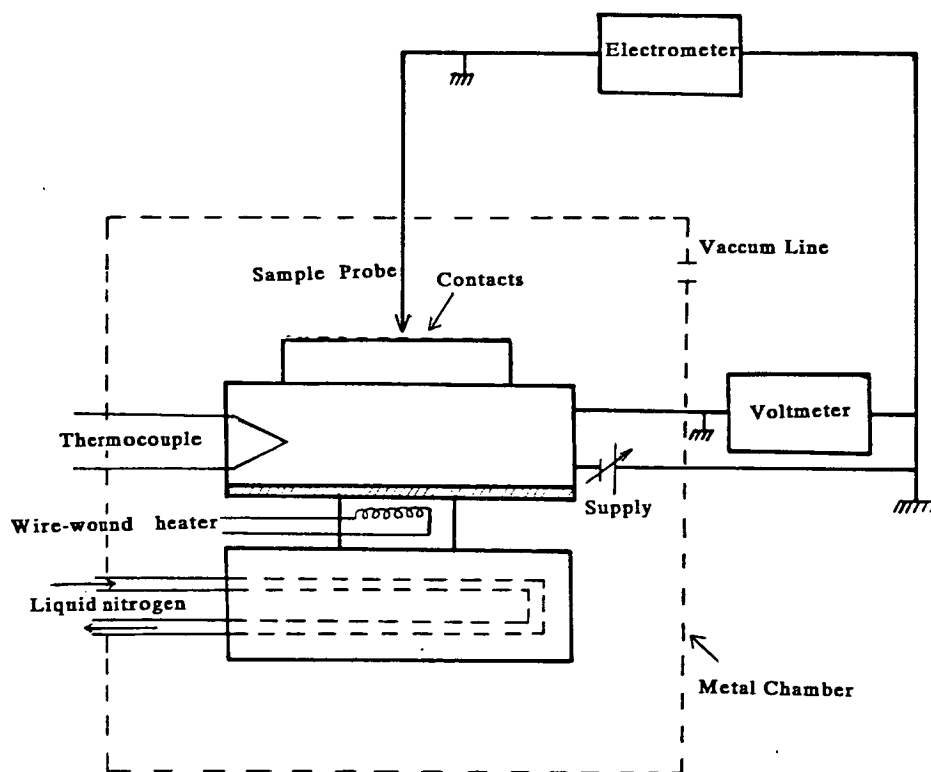 Electrometer
Vaccum Line
Sample Probe
Contacts
Voltmeter
Thermocouple
Supply
Wire-wound heater
Liquid nitrogen
Metal Chamber